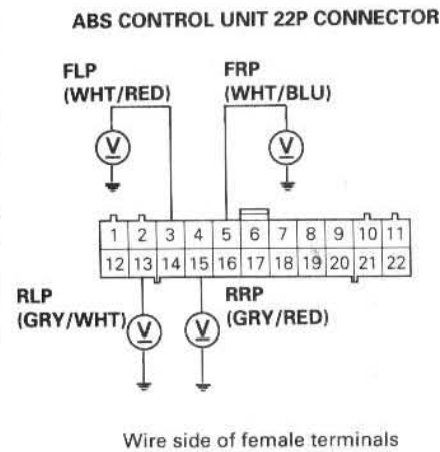 ABS CONTROL UNIT 22P CONNECTOR
FLP
(WHT/RED)
FRP
(WHT/BLU)
V
V
1 2 3 4 5 6 7 8 9 10 11
12 13 14 15 16 17 18 19 20 21 22
RLP
(GRY/WHT)
V
V
RRP
(GRY/RED)
Wire side of female terminals